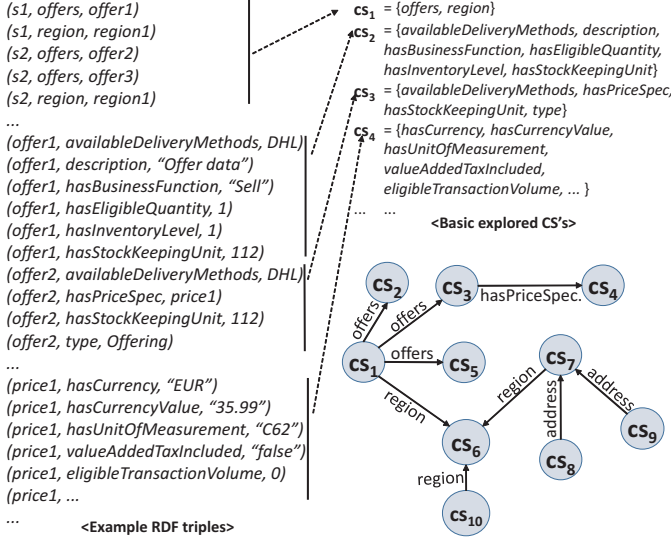 (s1, offers, offer1)
(s1, region, region1)
(s2, offers, offer2)
(s2, offers, offer3)
(s2, region, region1)
...
(offer1, availableDeliveryMethods, DHL)
(offer1, description, “Offer data”)
(offer1, hasBusinessFunction, “Sell”)
(offer1, hasEligibleQuantity, 1)
(offer1, hasInventoryLevel, 1)
(offer1, hasStockKeepingUnit, 112)
(offer2, availableDeliveryMethods, DHL)
(offer2, hasPriceSpec, price1)
(offer2, hasStockKeepingUnit, 112)
(offer2, type, Offering)
...
(price1, hasCurrency, “EUR”)
(price1, hasCurrencyValue, “35.99”)
(price1, hasUnitOfMeasurement, “C62”)
(price1, valueAddedTaxIncluded, “false”)
(price1, eligibleTransactionVolume, 0)
(price1, ...
...
<Example RDF triples>
cs1 = {offers, region}
cs2 = {availableDeliveryMethods, description,
hasBusinessFunction, hasEligibleQuantity,
hasInventoryLevel, hasStockKeepingUnit}
cs3 = {availableDeliveryMethods, hasPriceSpec,
hasStockKeepingUnit, type}
cs4 = {hasCurrency, hasCurrencyValue,
hasUnitOfMeasurement,
valueAddedTaxIncluded,
eligibleTransactionVolume, ... }
... ...
<Basic explored CS’s>
cs2
cs3
hasPriceSpec.
cs4
offers
offers
cs1
offers
cs5
cs7
region
region
address
address
cs6
cs8
cs9
region
cs10